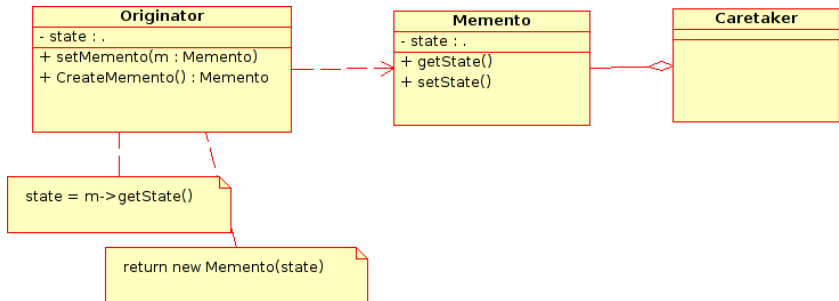 Originator
- state : .
+ setMemento(m : Memento)
+ CreateMemento() : Memento
Memento
- state : .
+ getState()
+ setState()
Caretaker
state = m->getState()
return new Memento(state)